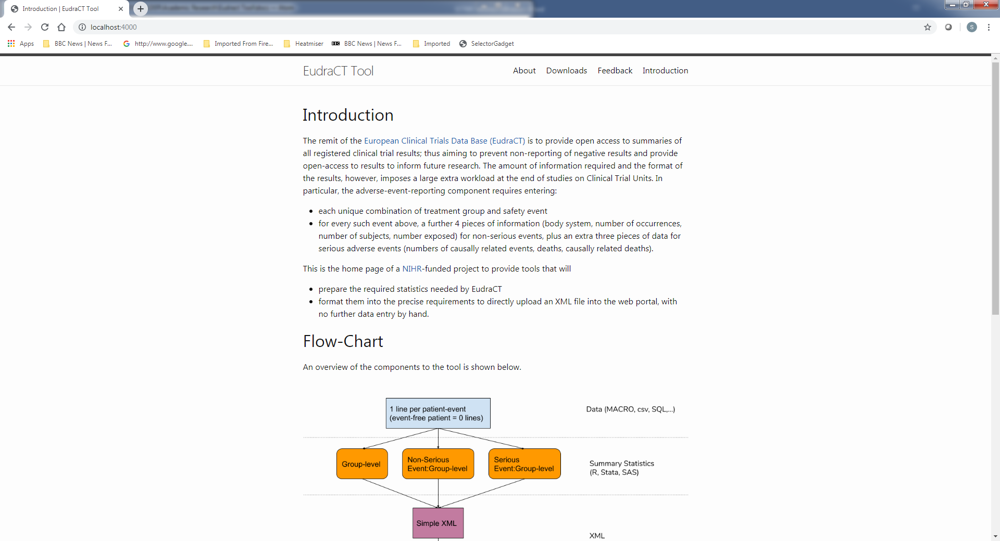 Introduction | EudraCT Tool
localhost:4000
Apps BBC News | News F... http://www.google.... Imported From Fire... Heatmiser BBC BBC News | News F... Imported SelectorGadget
S
EudraCT Tool About Downloads Feedback Introduction
Introduction
The remit of the European Clinical Trials Data Base (EudraCT) is to provide open access to summaries of
all registered clinical trial results; thus aiming to prevent non-reporting of negative results and provide
open-access to results to inform future research. The amount of information required and the format of
the results, however, imposes a large extra workload at the end of studies on Clinical Trial Units. In
particular, the adverse-event-reporting component requires entering:
• each unique combination of treatment group and safety event
• for every such event above, a further 4 pieces of information (body system, number of occurrences,
number of subjects, number exposed) for non-serious events, plus an extra three pieces of data for
serious adverse events (numbers of causally related events, deaths, causally related deaths).
This is the home page of a NIHR-funded project to provide tools that will
• prepare the required statistics needed by EudraCT
• format them into the precise requirements to directly upload an XML file into the web portal, with
no further data entry by hand.
Flow-Chart
An overview of the components to the tool is shown below.
1 line per patient-event
(event-free patient = 0 lines)
Data (MACRO, csv, SQL,...)
Group-level
Non-Serious
Event:Group-level
Serious
Event:Group-level
Summary Statistics
(R, Stata, SAS)
Simple XML
XML